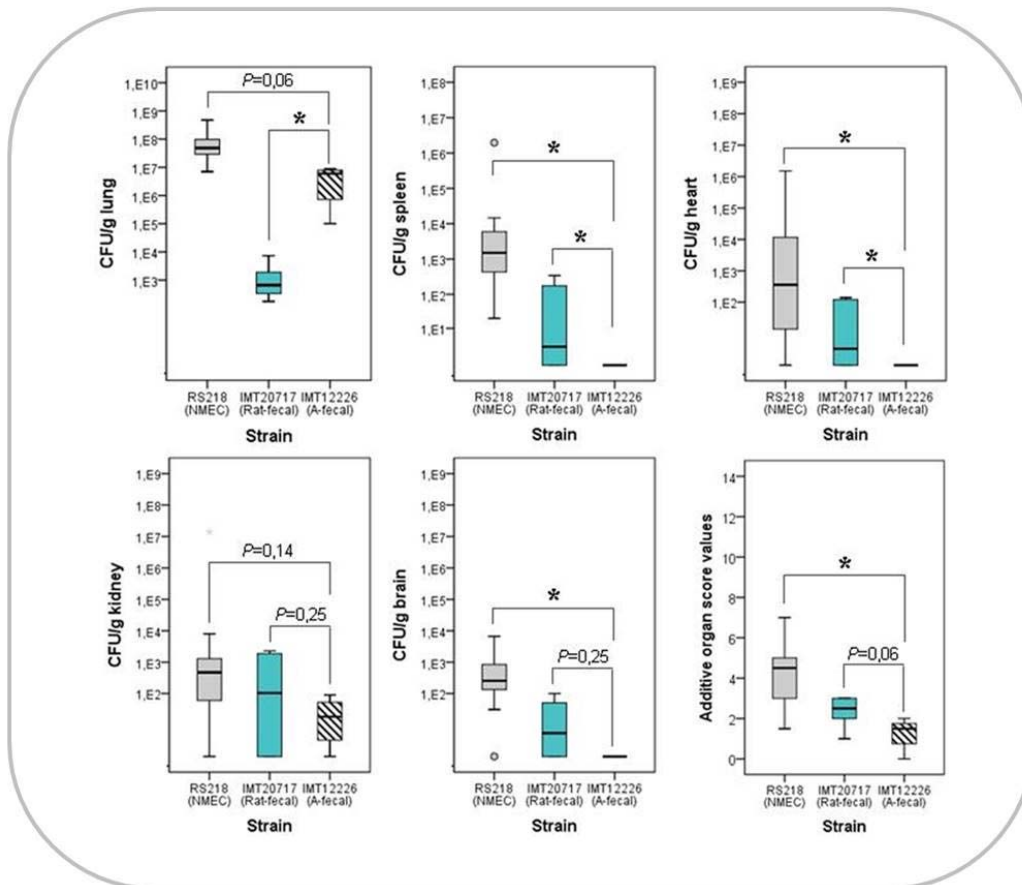 CFU/g lung
1,E10
1,E9
1,E8
1,E7
1,E6
1,E5
1,E4
1,E3
P=0,06
*
RS218 IMT20717 IMT12226
(NMEC) (Rat-fecal) (A-fecal)
Strain
CFU/g spleen
1,E8
1,E7
1,E6
1,E5
1,E4
1,E3
1,E2
1,E1
*
*
RS218 IMT20717 IMT12226
(NMEC) (Rat-fecal) (A-fecal)
Strain
CFU/g heart
1,E9
1,E8
1,E7
1,E6
1,E5
1,E4
1,E3
1,E2
*
*
RS218 IMT20717 IMT12226
(NMEC) (Rat-fecal) (A-fecal)
Strain
CFU/g kidney
1,E9
1,E8
1,E7
1,E6
1,E5
1,E4
1,E3
1,E2
P=0,14
P=0,25
RS218 IMT20717 IMT12226
(NMEC) (Rat-fecal) (A-fecal)
Strain
CFU/g brain
1,E9
1,E8
1,E7
1,E6
1,E5
1,E4
1,E3
1,E2
*
P=0,25
RS218 IMT20717 IMT12226
(NMEC) (Rat-fecal) (A-fecal)
Strain
Additive organ score values
14
12
10
8
6
4
2
0
*
P=0,06
RS218 IMT20717 IMT12226
(NMEC) (Rat-fecal) (A-fecal)
Strain